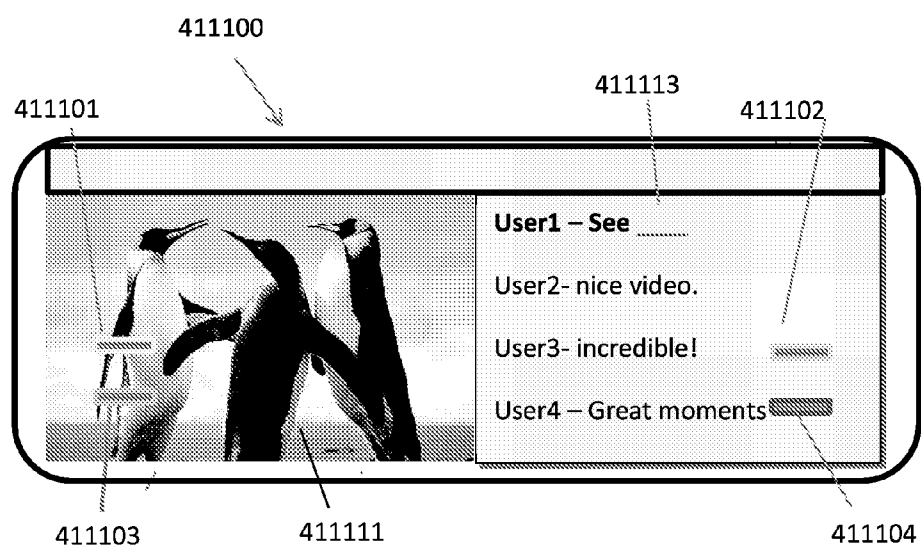 411100
411113
411101
411102
User1 – See
User2- nice video.
User3- incredible!
User4 – Great moments
411103
411111
411104